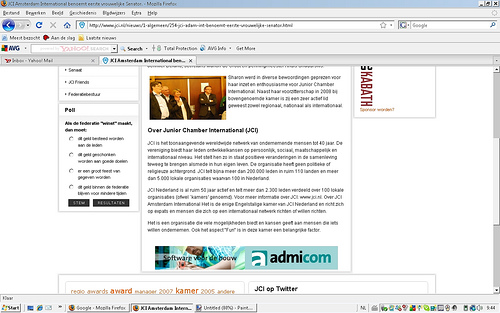 JCI Amsterdam International benoemt eerste vrouwelijke Senator. - Mozilla Firefox
Bestand Bewerken Beeld Geschiedenis Bladwijzers Extra Help
http://www.jci.nl/nieuws/1-algemeen/254-jci-adam-int-benoemt-eerste-vrouwelijke-senator.html
Google
Meest bezocht Aan de slag Laatste nieuws
AVG YAHOO! SEARCH Search Total Protection AVG Info Get More
Inbox - Yahoo! Mail
JCI Amsterdam International ben...
Senaat
JCI Friends
Federatiebestuur
Poll
Als de federatie "winst" maakt,
dan moet:
dit geld besteed worden
aan de leden
dit geld geschonken
worden aan goede doelen
er een groot feest van
gegeven worden
dit geld binnen de federatie
blijven voor mindere tijden
STEM RESULTATEN
Sharon werd in diverse bewoordingen geprezen voor
haar inzet en enthousiasme voor Junior Chamber
International. Naast haar voorzitterschap in 2008 bij
bovengenoemde kamer is zij een zeer actief lid
geweest zowel regionaal, nationaal als internationaal.
Over Junior Chamber International (JCI)
JCI is het toonaangevende wereldwijde netwerk van ondernemende mensen tot 40 jaar. De
vereniging biedt haar leden ontwikkelkansen op persoonlijk, sociaal, maatschappelijk en
internationaal niveau. Het stelt hen zo in staat positieve veranderingen in de samenleving
teweeg te brengen alsmede in hun eigen leven. De organisatie heeft geen politieke of
religieuze achtergrond. JCI telt bijna meer dan 200.000 leden in ruim 110 landen en meer
dan 5.000 lokale organisaties waarvan 100 in Nederland.
JCI Nederland is al ruim 50 jaar actief en telt meer dan 2.300 leden verdeeld over 100 lokale
organisaties (ofwel 'kamers' genoemd). Voor meer informatie over JCI: www.jci.nl. Over JCI
Amsterdam International Het is de enige Engelstalige kamer van JCI Nederland en richt zich
op expats en mensen die zich op een internationaal netwerk richten of willen richten.
Het is een organisatie die vele mogelijkheden biedt en kansen geeft aan mensen die iets
willen ondernemen. Ook het aspect "Fun" is in deze kamer een belangrijke factor.
KBATH
Sponsor worden?
Software voor de bouw admicom
regio awards award manager 2007 kamer 2005 andere
JCI op Twitter
Klaar
Start
Google - Mozilla Firefox
JCI Amsterdam Intern...
Untitled (98%) - Paint...
NL
9:44